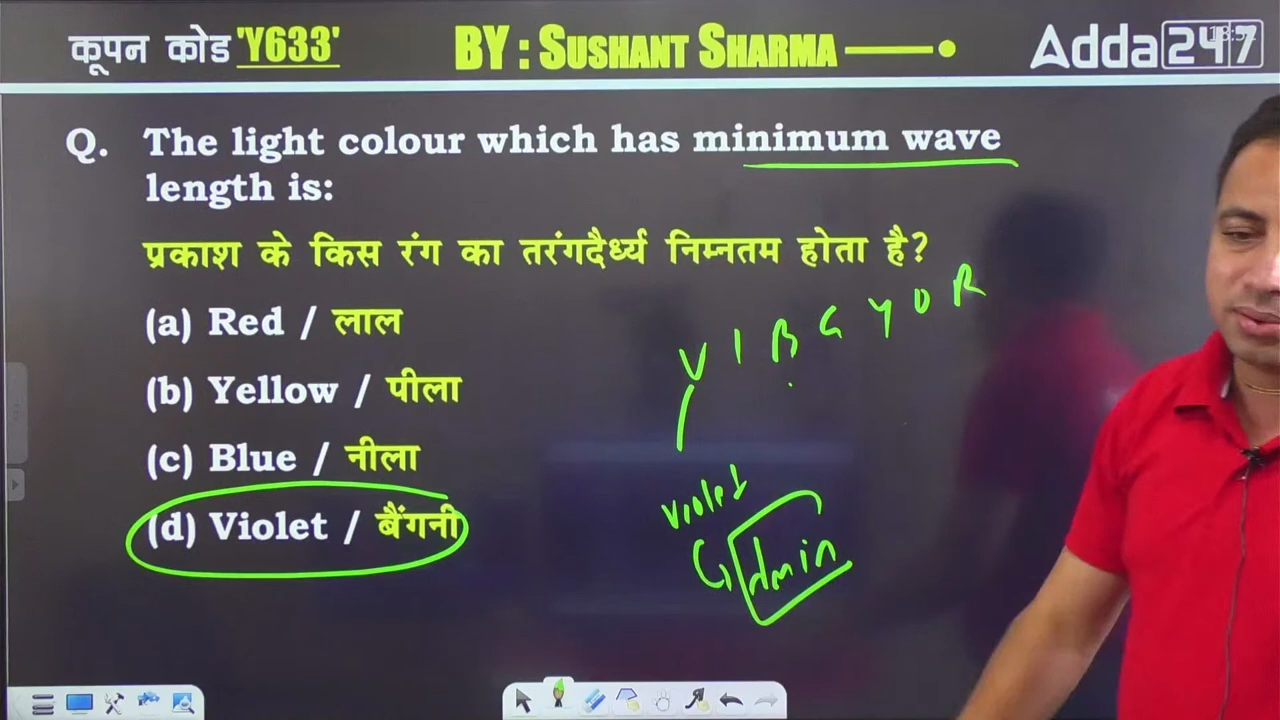 कूपन कोड 'Y633'
BY : SUSHANT SHARMA
Adda247
Q. The light colour which has minimum wave
length is:
प्रकाश के किस रंग का तरंगदैर्ध्य निम्नतम होता है?
(a) Red / लाल
(b) Yellow / पीला
(c) Blue / नीला
(d) Violet / बैंगनी
V I B G Y O R
Violet
λmin